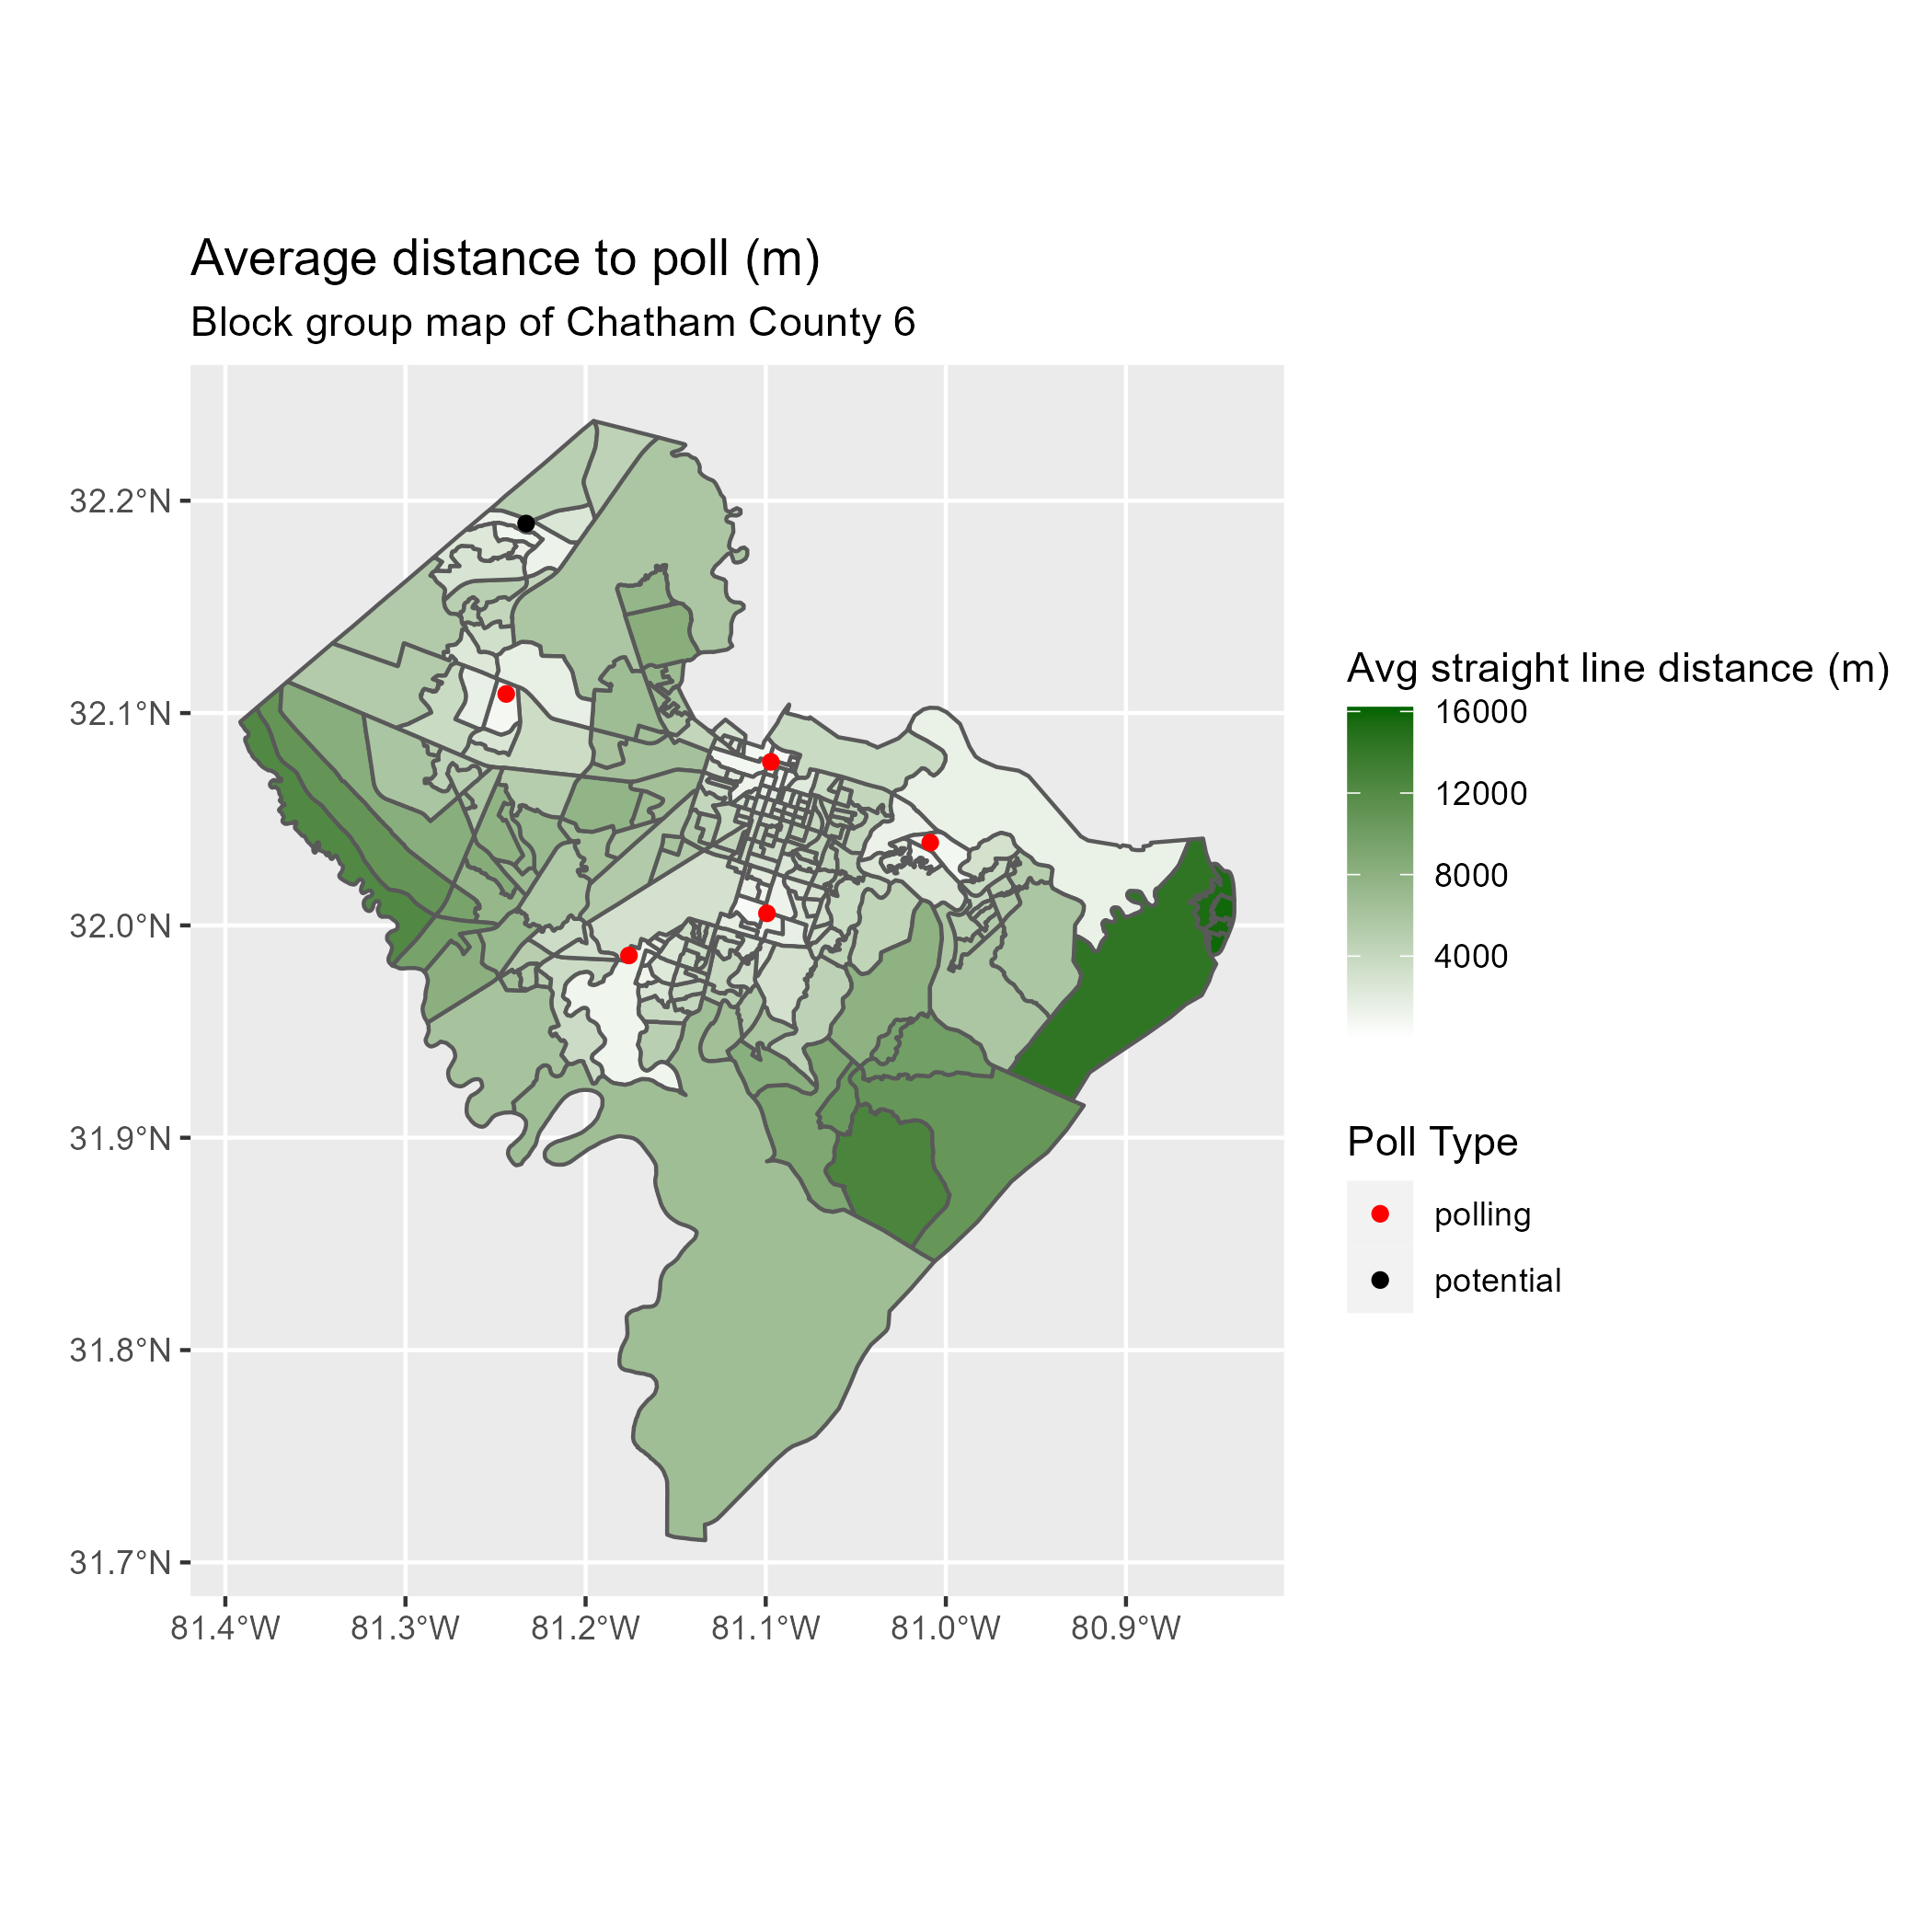 Average distance to poll (m)
Block group map of Chatham County 6
32.2°N
32.1°N
32.0°N
31.9°N
31.8°N
31.7°N
81.4°W 81.3°W 81.2°W 81.1°W 81.0°W 80.9°W
Avg straight line distance (m)
16000
12000
8000
4000
Poll Type
polling
potential